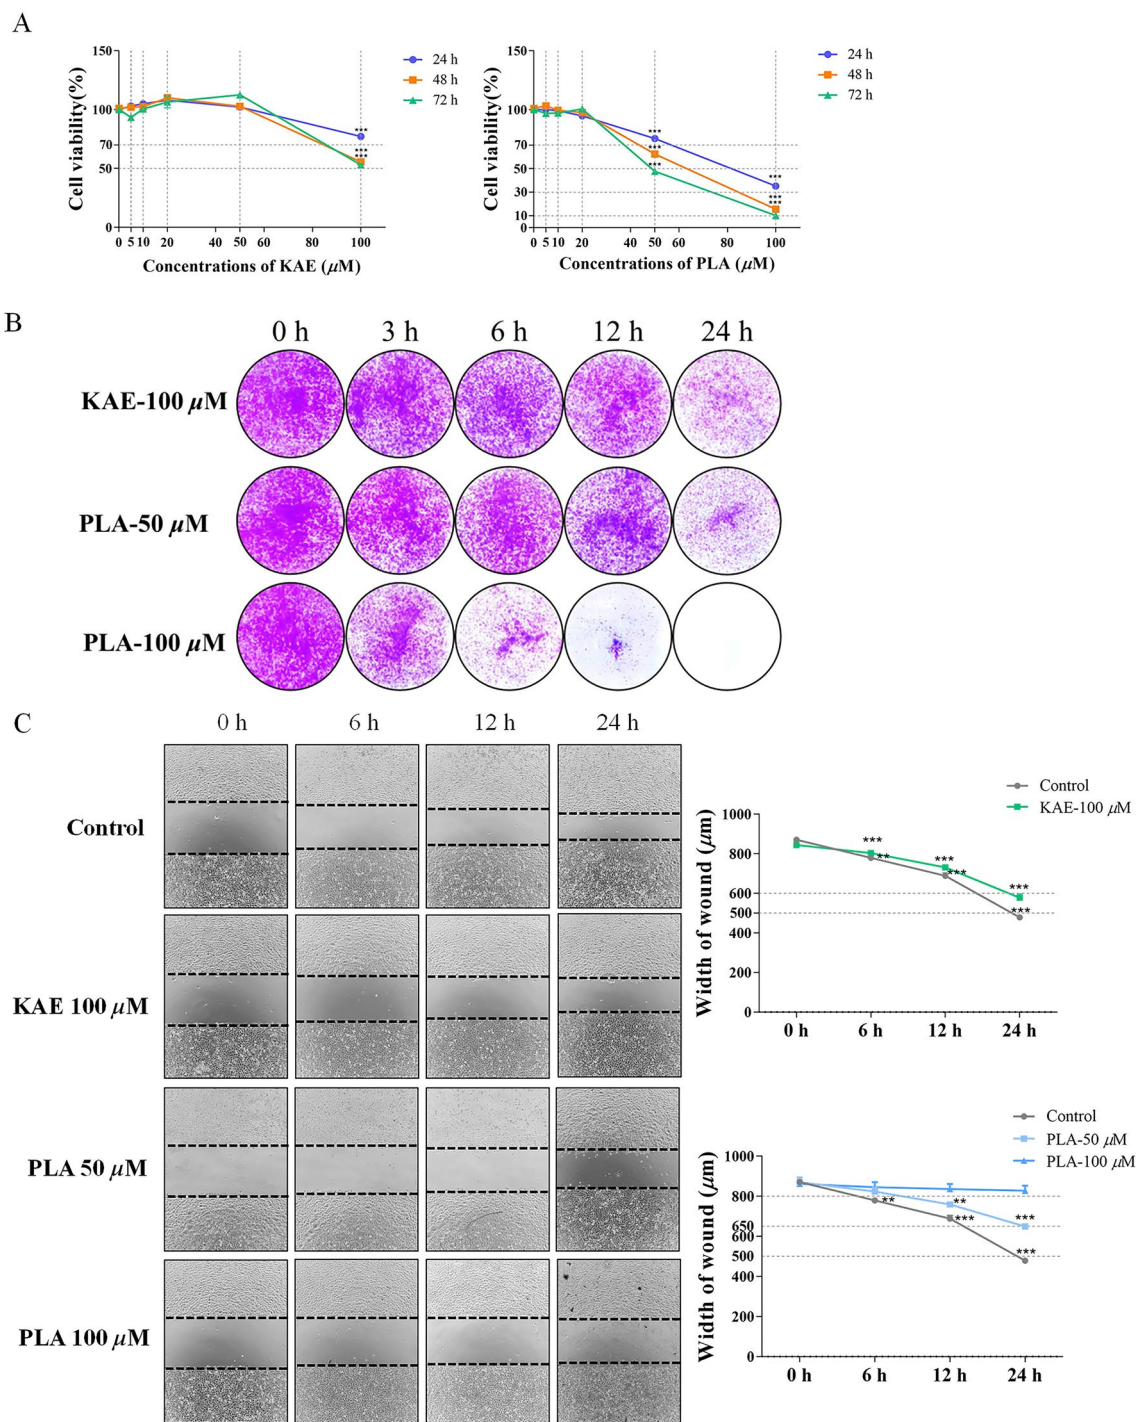 A
150
100
70
50
0
Cell viability(%)
0 5 10 20 40 50 60 80 100
Concentrations of KAE (μM)
24 h
48 h
72 h
***
***
***
150
100
70
50
30
10
0
Cell viability(%)
0 5 10 20 40 50 60 80 100
Concentrations of PLA (μM)
24 h
48 h
72 h
***
***
***
***
***
***
B
0 h 3 h 6 h 12 h 24 h
KAE-100 μM
PLA-50 μM
PLA-100 μM
C
0 h 6 h 12 h 24 h
Control
KAE 100 μM
PLA 50 μM
PLA 100 μM
Control
KAE-100 μM
1000
800
600
500
400
200
0
Width of wound (μm)
***
**
***
***
***
***
0 h 6 h 12 h 24 h
Control
PLA-50 μM
PLA-100 μM
1000
800
650
600
500
400
200
0
Width of wound (μm)
**
**
***
***
***
0 h 6 h 12 h 24 h